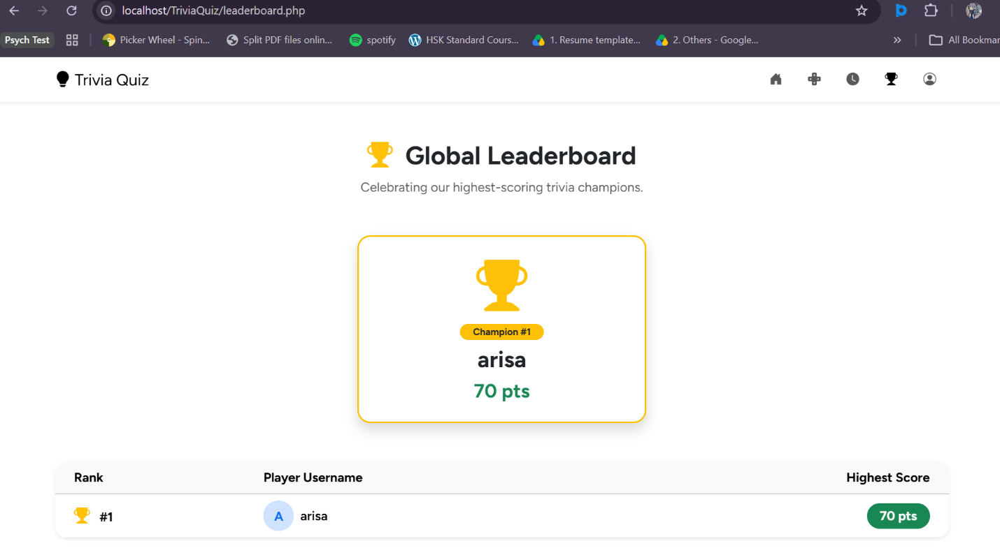 localhost/TriviaQuiz/leaderboard.php
Psych Test
Picker Wheel - Spin...
Split PDF files onlin...
spotify
HSK Standard Cours...
1. Resume template...
2. Others - Google...
»
All Bookmar
Trivia Quiz
Global Leaderboard
Celebrating our highest-scoring trivia champions.
Champion #1
arisa
70 pts
Rank Player Username Highest Score
#1 A arisa 70 pts